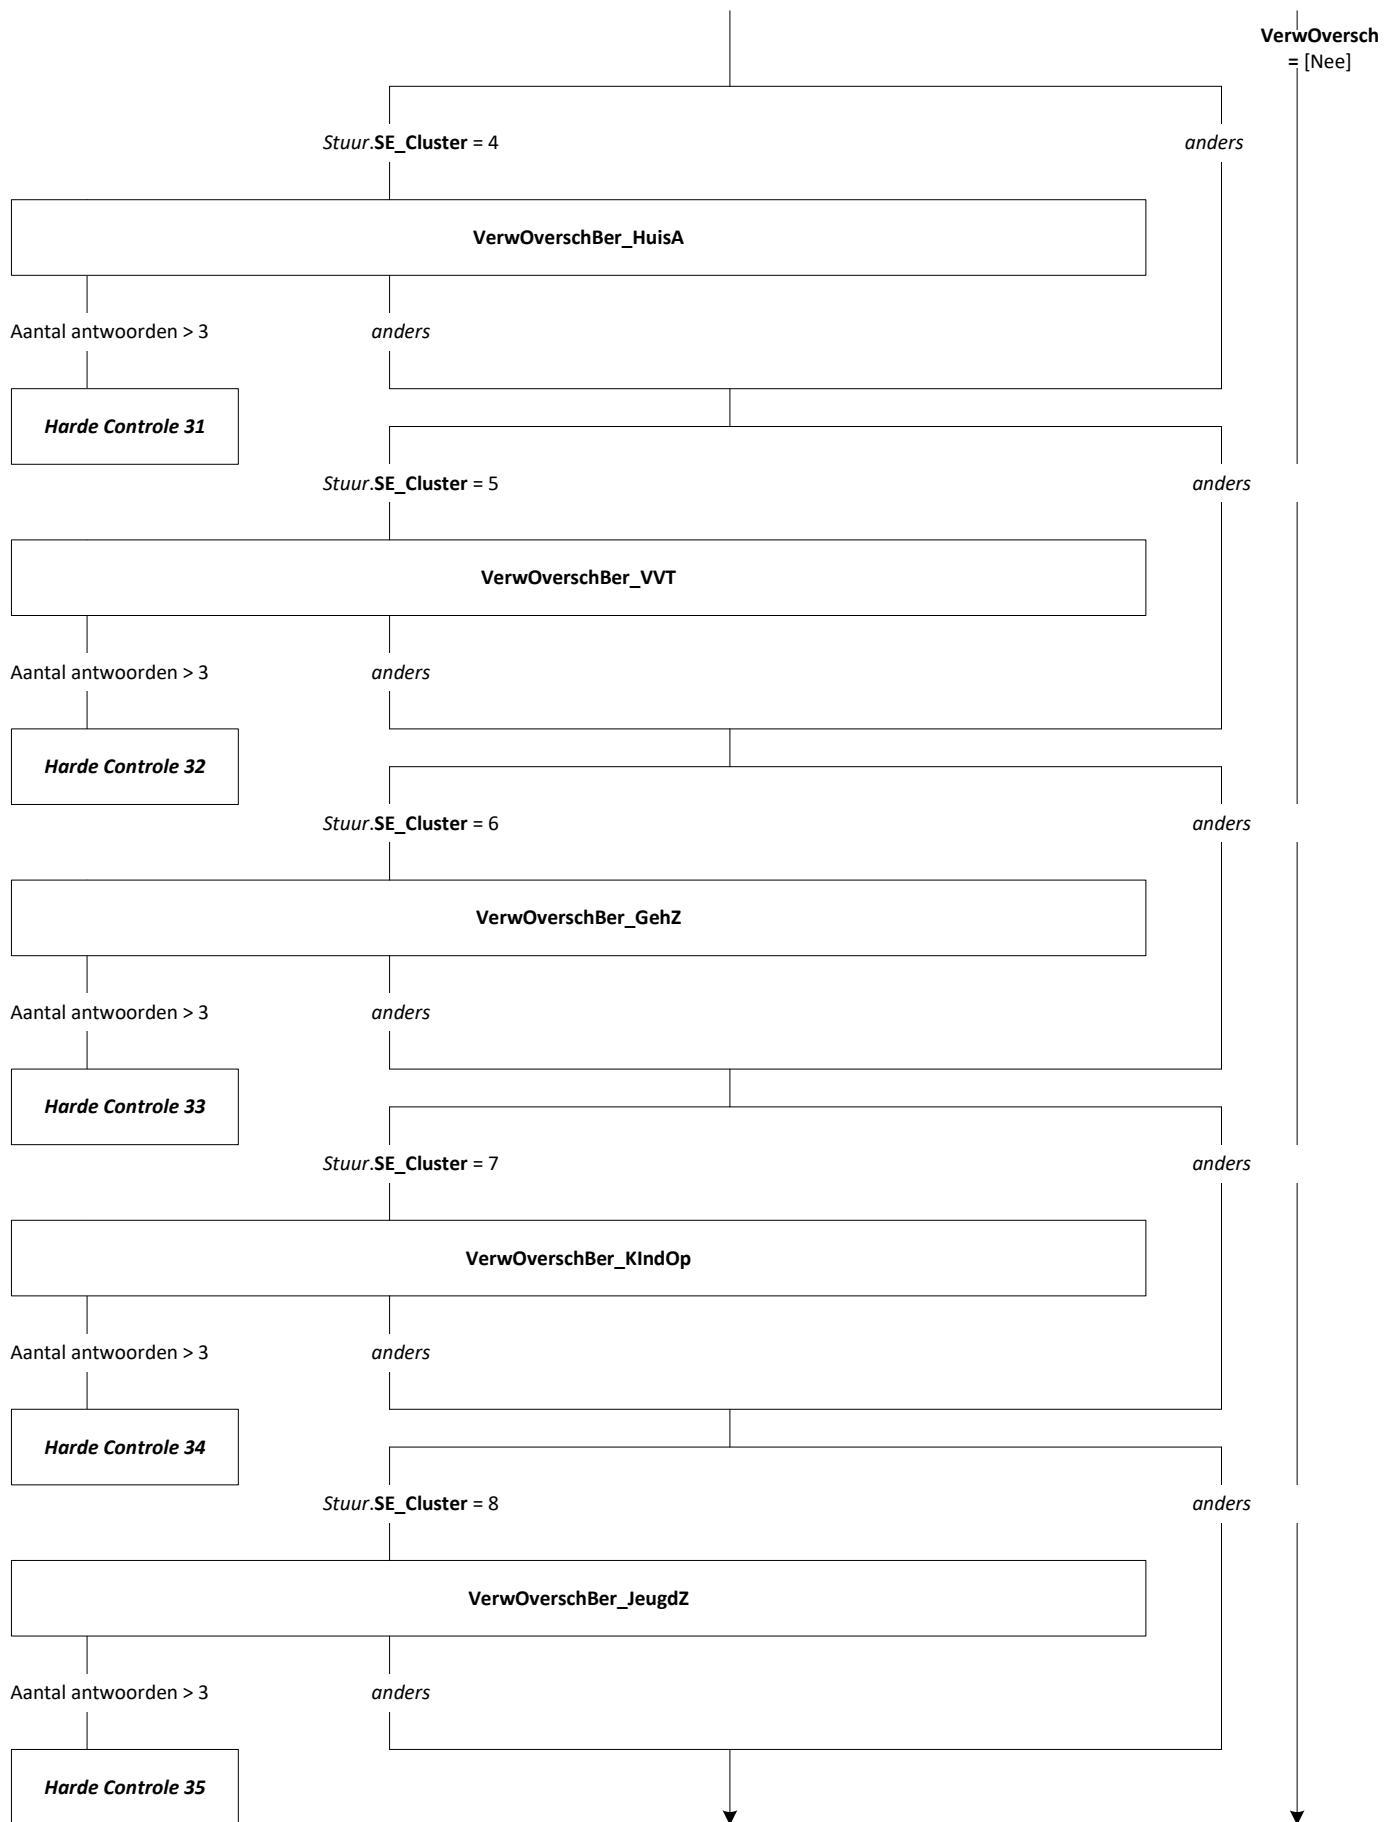 VerwOversch
= [Nee]
Stuur.SE_Cluster = 4
anders
VerwOverschBer_HuisA
Aantal antwoorden > 3
anders
Harde Controle 31
Stuur.SE_Cluster = 5
anders
VerwOverschBer_VVT
Aantal antwoorden > 3
anders
Harde Controle 32
Stuur.SE_Cluster = 6
anders
VerwOverschBer_GehZ
Aantal antwoorden > 3
anders
Harde Controle 33
Stuur.SE_Cluster = 7
anders
VerwOverschBer_KIndOp
Aantal antwoorden > 3
anders
Harde Controle 34
Stuur.SE_Cluster = 8
anders
VerwOverschBer_JeugdZ
Aantal antwoorden > 3
anders
Harde Controle 35